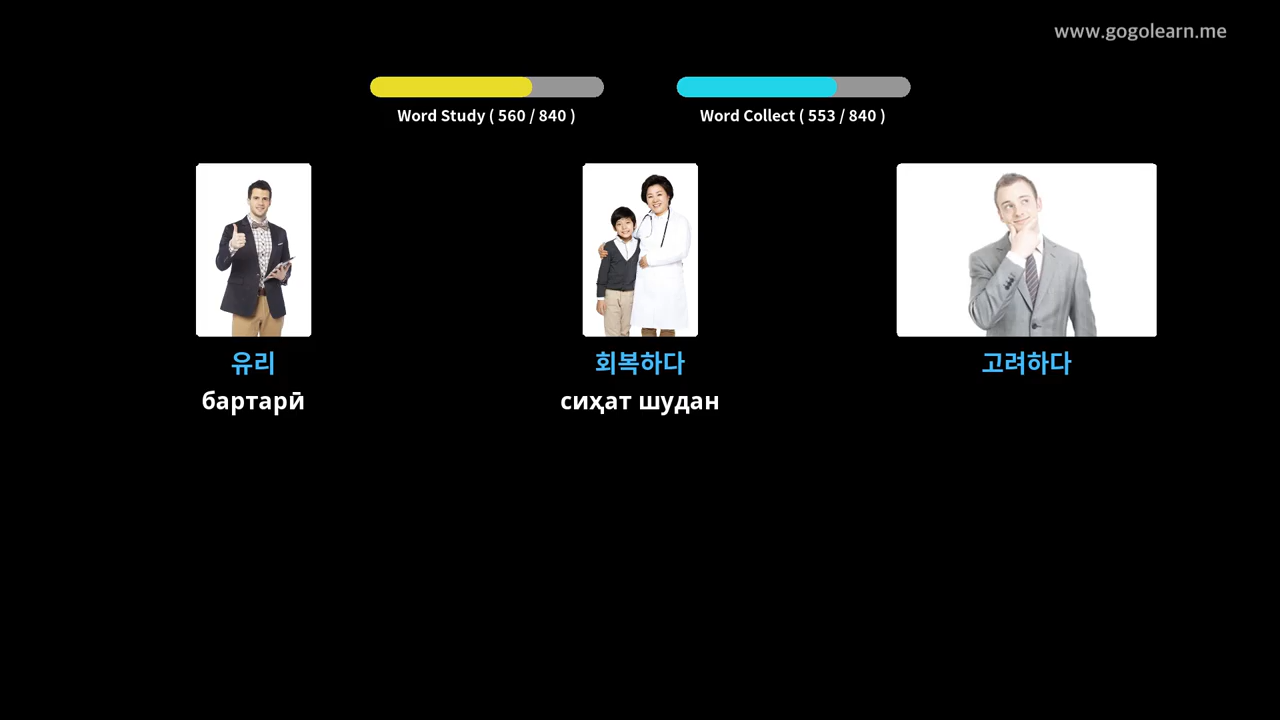 www.gogolearn.me
Word Study ( 560 / 840 )
Word Collect ( 553 / 840 )
유리
회복하다
고려하다
бартарӣ
сиҳат шудан